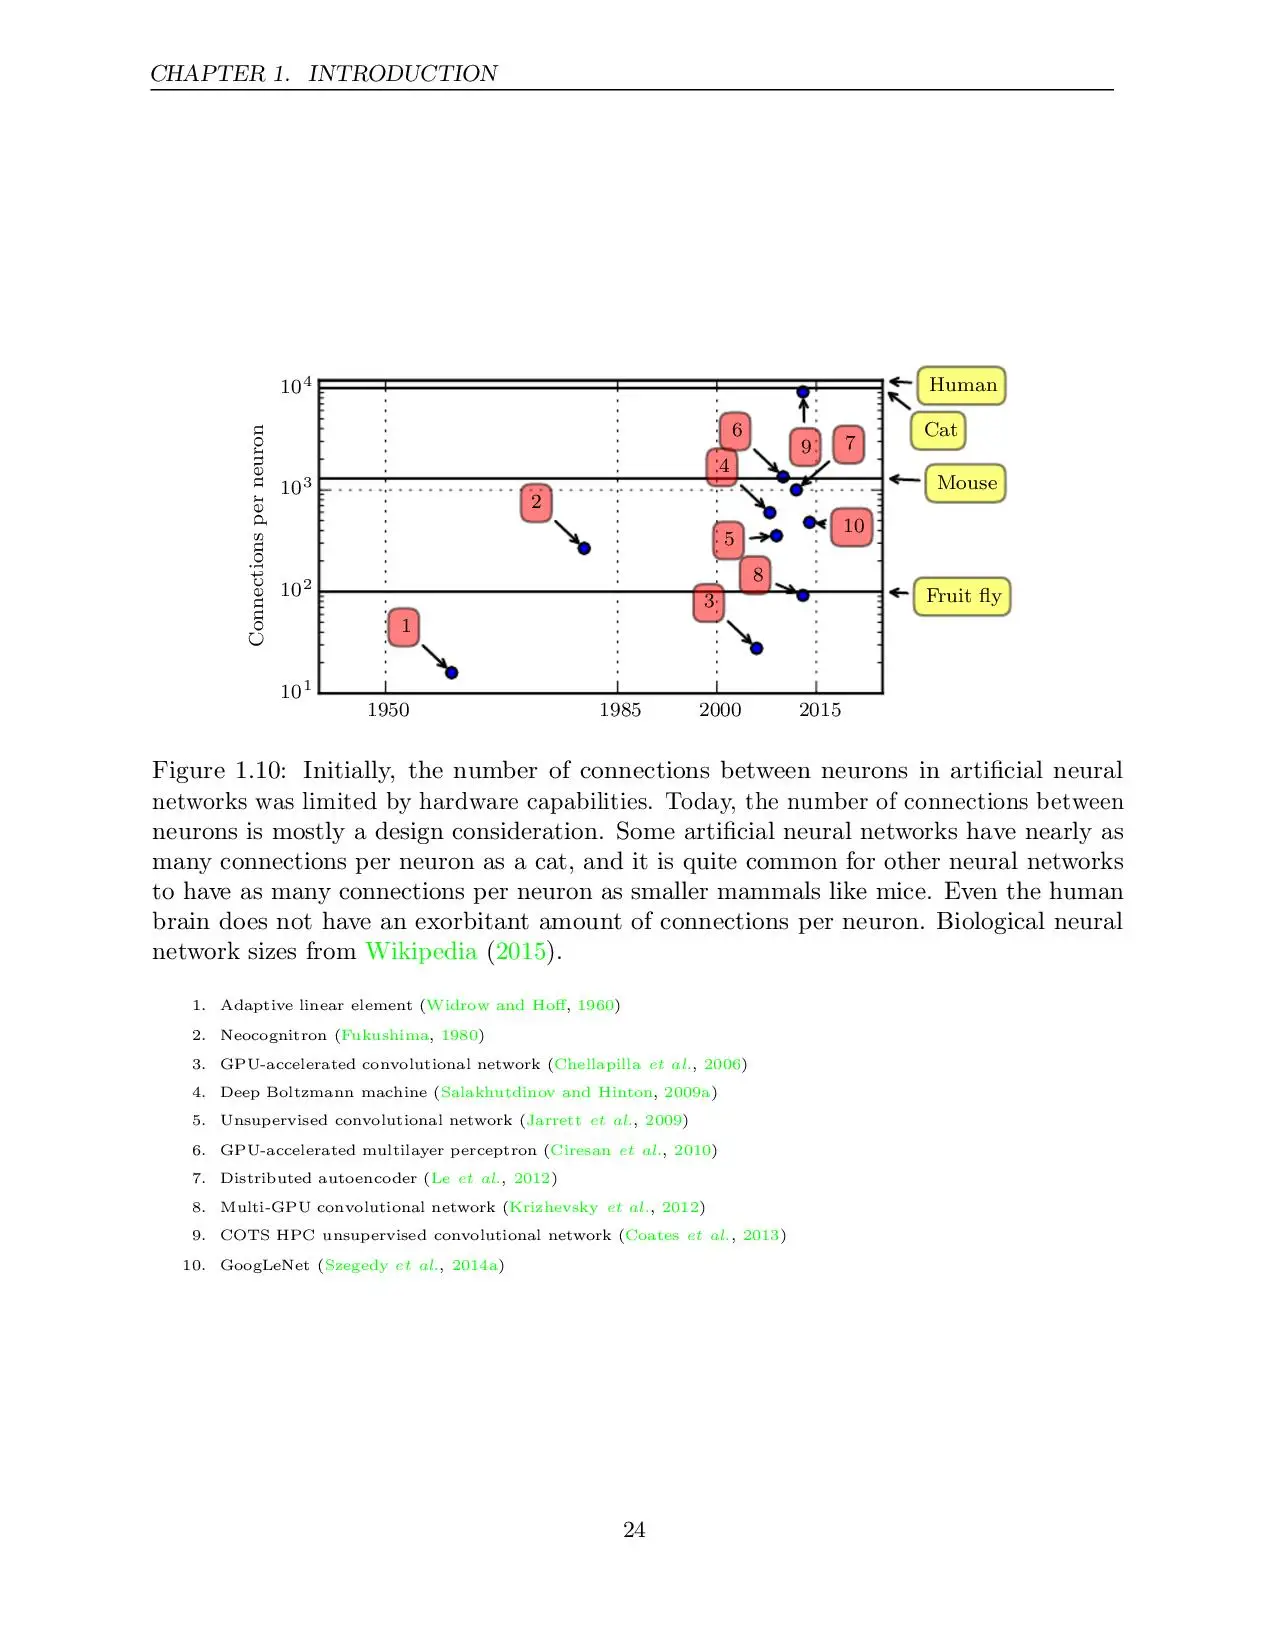 CHAPTER 1. INTRODUCTION
10^4
10^3
10^2
10^1
Connections per neuron
1950
1985
2000
2015
1
2
3
4
5
6
7
8
9
10
Human
Cat
Mouse
Fruit fly
Figure 1.10: Initially, the number of connections between neurons in artificial neural
networks was limited by hardware capabilities. Today, the number of connections between
neurons is mostly a design consideration. Some artificial neural networks have nearly as
many connections per neuron as a cat, and it is quite common for other neural networks
to have as many connections per neuron as smaller mammals like mice. Even the human
brain does not have an exorbitant amount of connections per neuron. Biological neural
network sizes from Wikipedia (2015).
1. Adaptive linear element (Widrow and Hoff, 1960)
2. Neocognitron (Fukushima, 1980)
3. GPU-accelerated convolutional network (Chellapilla et al., 2006)
4. Deep Boltzmann machine (Salakhutdinov and Hinton, 2009a)
5. Unsupervised convolutional network (Jarrett et al., 2009)
6. GPU-accelerated multilayer perceptron (Ciresan et al., 2010)
7. Distributed autoencoder (Le et al., 2012)
8. Multi-GPU convolutional network (Krizhevsky et al., 2012)
9. COTS HPC unsupervised convolutional network (Coates et al., 2013)
10. GoogLeNet (Szegedy et al., 2014a)
24